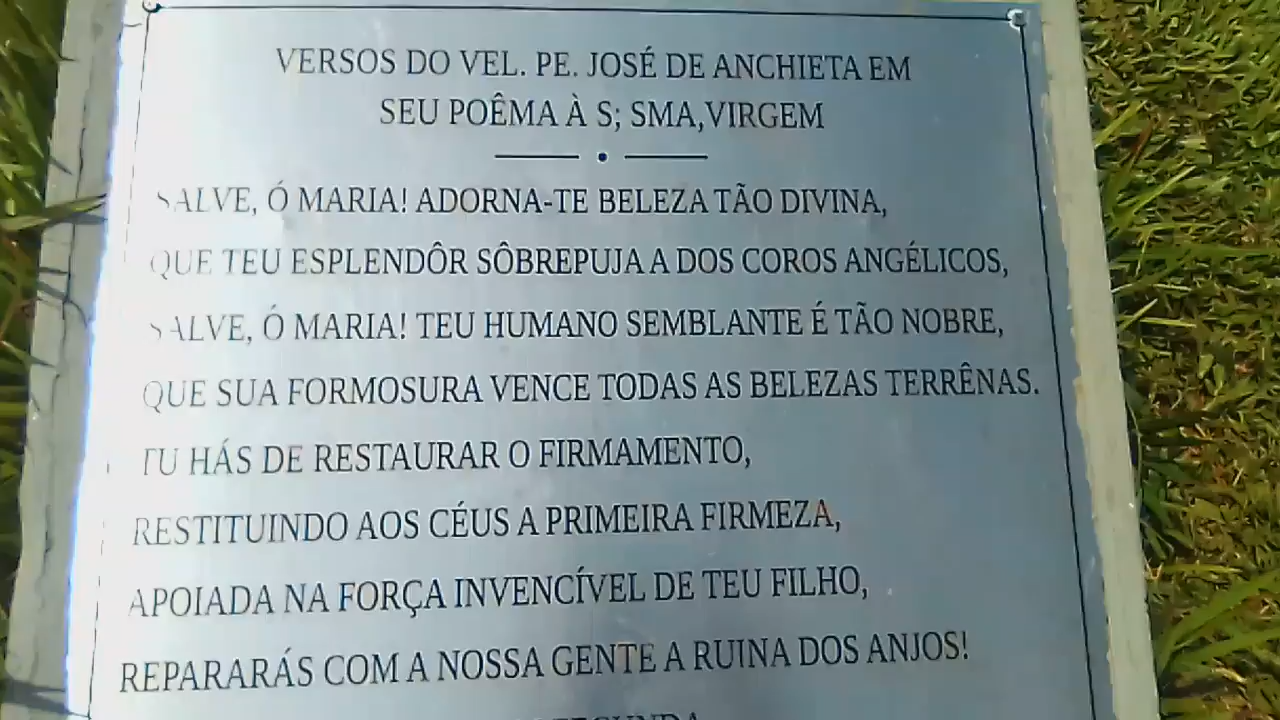 VERSOS DO VEL. PE. JOSÉ DE ANCHIETA EM
SEU POÊMA À S; SMA,VIRGEM
SALVE, Ó MARIA! ADORNA-TE BELEZA TÃO DIVINA,
QUE TEU ESPLENDÔR SÔBREPUJA A DOS COROS ANGÉLICOS,
SALVE, Ó MARIA! TEU HUMANO SEMBLANTE É TÃO NOBRE,
QUE SUA FORMOSURA VENCE TODAS AS BELEZAS TERRÊNAS.
TU HÁS DE RESTAURAR O FIRMAMENTO,
RESTITUINDO AOS CÉUS A PRIMEIRA FIRMEZA,
APOIADA NA FORÇA INVENCÍVEL DE TEU FILHO,
REPARARÁS COM A NOSSA GENTE A RUINA DOS ANJOS!